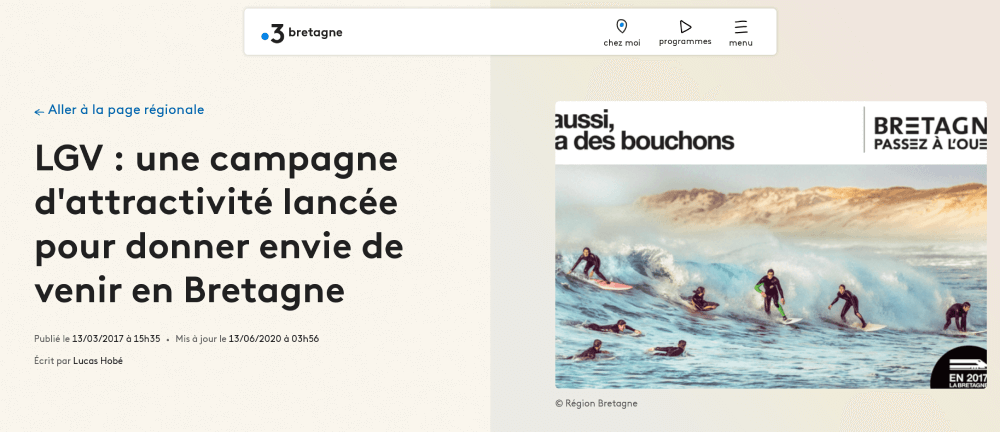 3 bretagne
chez moi
programmes
menu
← Aller à la page régionale
LGV : une campagne
d'attractivité lancée
pour donner envie de
venir en Bretagne
Publié le 13/03/2017 à 15h35 • Mis à jour le 13/06/2020 à 03h56
Écrit par Lucas Hobé
aussi,
a des bouchons
BRETAGN
PASSEZ À L'OUE
EN 2017
LA BRETAGNE
© Région Bretagne